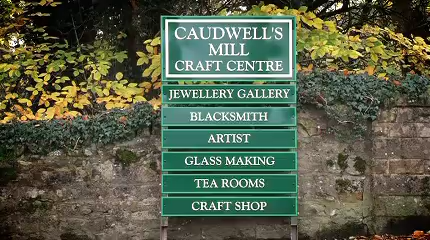 CAUDWELL'S
MILL
CRAFT CENTRE
JEWELLERY GALLERY
BLACKSMITH
ARTIST
GLASS MAKING
TEA ROOMS
CRAFT SHOP